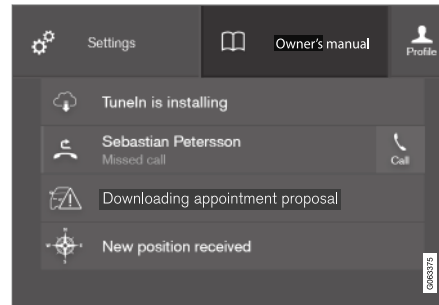 Settings
Owner's manual
Profile
TuneIn is installing
Sebastian Petersson
Missed call
Call
Downloading appointment proposal
New position received
G063375